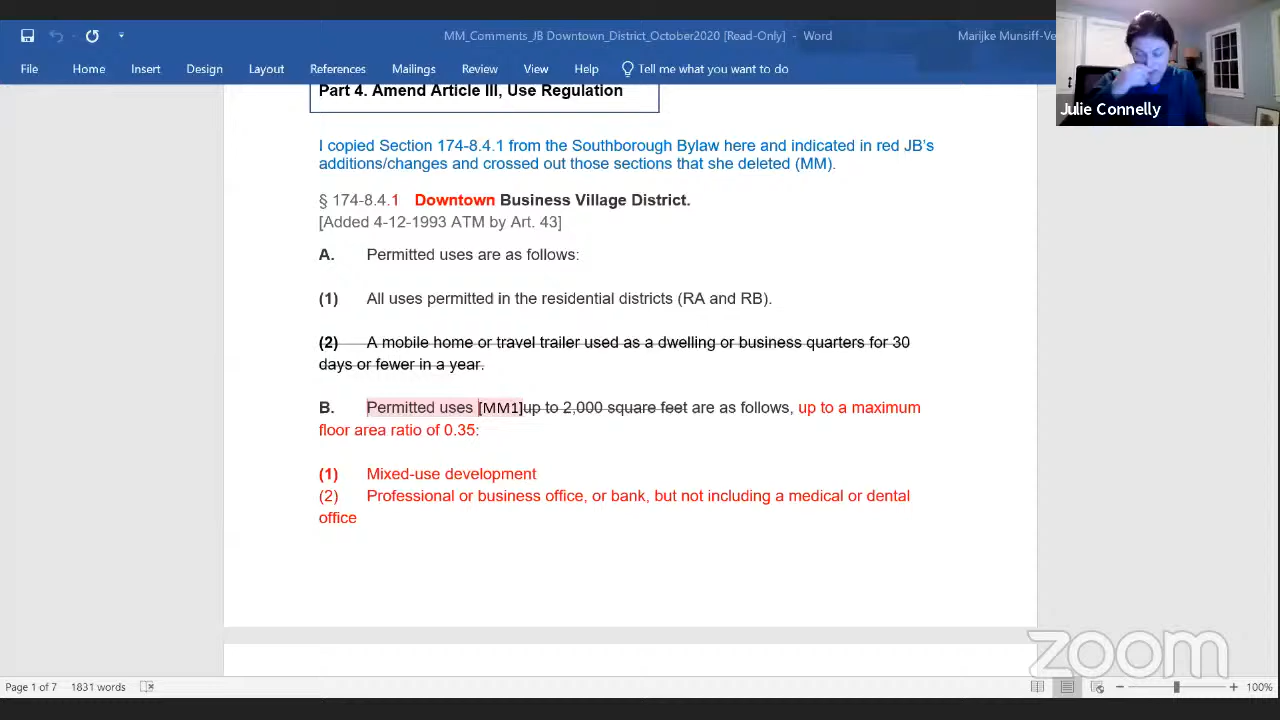 MM_Comments_JB Downtown_District_October2020 [Read-Only] - Word
Marijke Munsiff-Ve
File Home Insert Design Layout References Mailings Review View Help Tell me what you want to do
Julie Connelly
Part 4. Amend Article III, Use Regulation
I copied Section 174-8.4.1 from the Southborough Bylaw here and indicated in red JB's
additions/changes and crossed out those sections that she deleted (MM).
§ 174-8.4.1 Downtown Business Village District.
[Added 4-12-1993 ATM by Art. 43]
A. Permitted uses are as follows:
(1) All uses permitted in the residential districts (RA and RB).
(2) A mobile home or travel trailer used as a dwelling or business quarters for 30
days or fewer in a year.
B. Permitted uses [MM1]up to 2,000 square feet are as follows, up to a maximum
floor area ratio of 0.35:
(1) Mixed-use development
(2) Professional or business office, or bank, but not including a medical or dental
office
zoom
Page 1 of 7 1831 words
100%